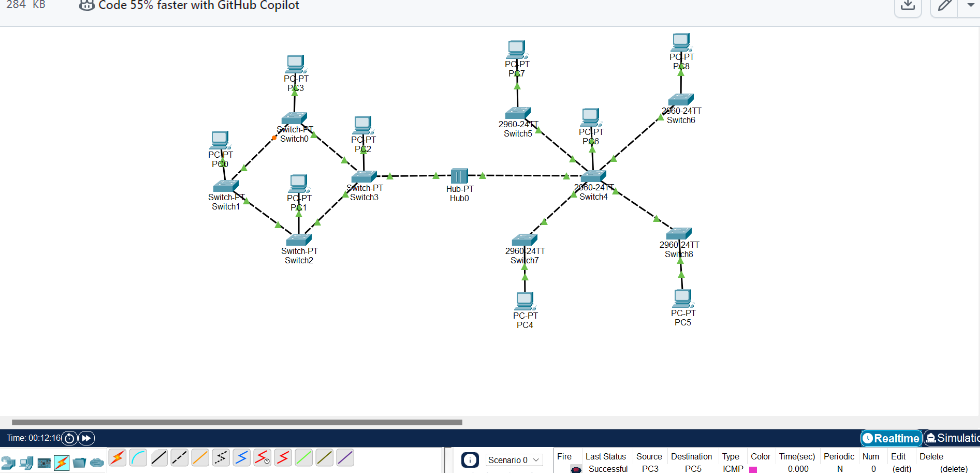 284 KB Code 55% faster with GitHub Copilot
PC-PT
PC3
Switch-PT
Switch0
PC-PT
PC0
Switch-PT
Switch1
PC-PT
PC1
Switch-PT
Switch2
PC-PT
PC2
Switch-PT
Switch3
Hub-PT
Hub0
PC-PT
PC7
2960-24TT
Switch5
PC-PT
PC6
2960-24TT
Switch4
PC-PT
PC8
2960-24TT
Switch6
2960-24TT
Switch7
PC-PT
PC4
2960-24TT
Switch8
PC-PT
PC5
Time: 00:12:16
Realtime
Simulatic
Scenario 0
Fire Last Status Source Destination Type Color Time(sec) Periodic Num Edit Delete
Successful PC3 PC5 ICMP 0.000 N 0 (edit) (delete)